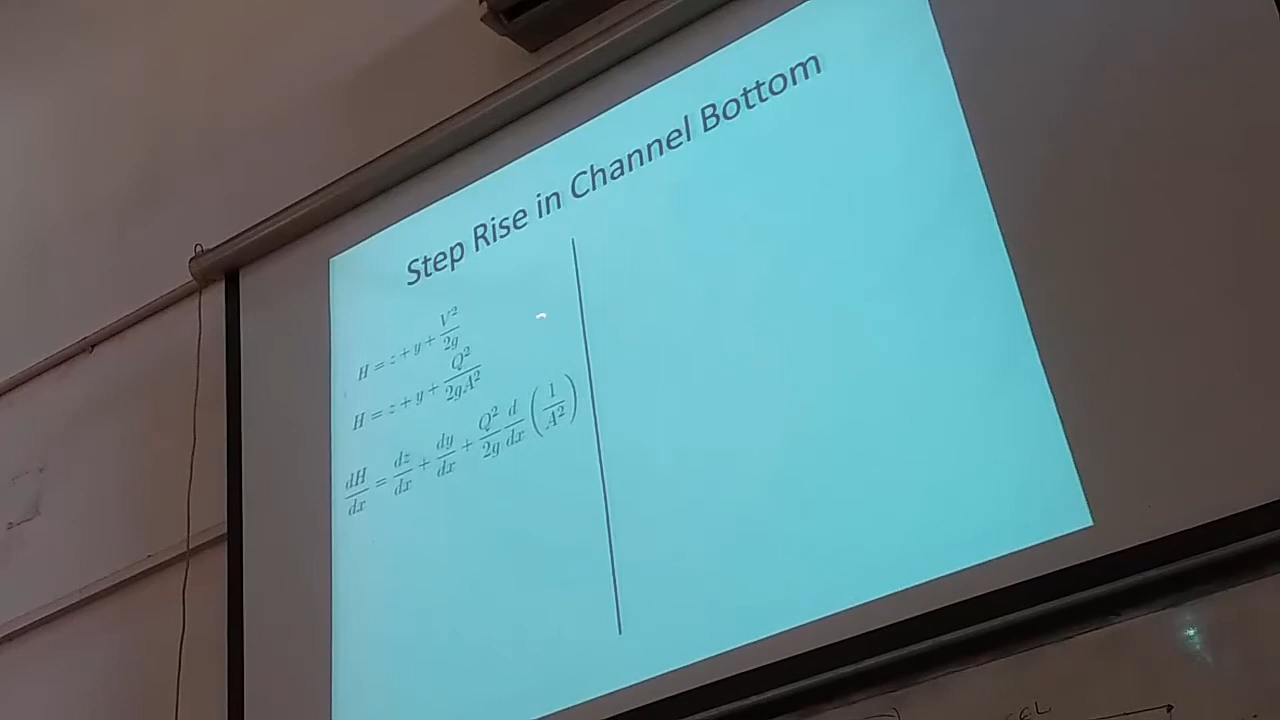 Step Rise in Channel Bottom
H = z + y + V²/2g
H = z + y + Q²/2gA²
dH/dx = dz/dx + dy/dx + Q²/2g d/dx (1/A²)